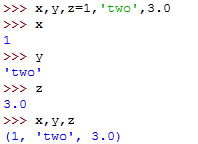 >>> x,y,z=1,'two',3.0
>>> x
1
>>> y
'two'
>>> z
3.0
>>> x,y,z
(1, 'two', 3.0)